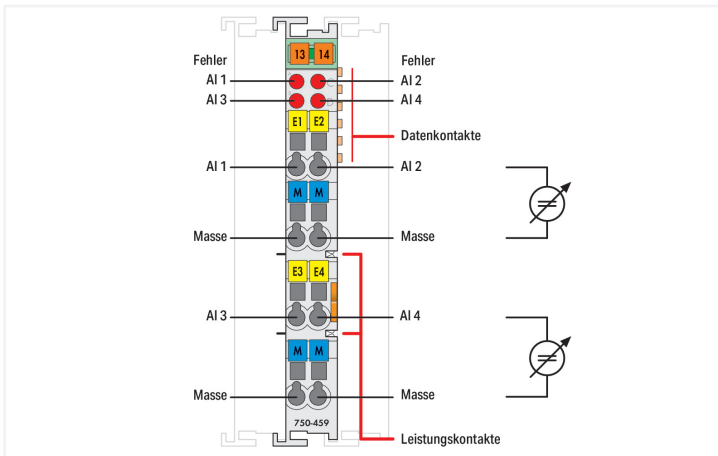 13 14
Fehler Fehler
AI 1 AI 2
AI 3 AI 4
E1 E2
Datenkontakte
AI 1 AI 2
M M
Masse Masse
E3 E4
AI 3 AI 4
M M
Masse Masse
750-459
Leistungskontakte